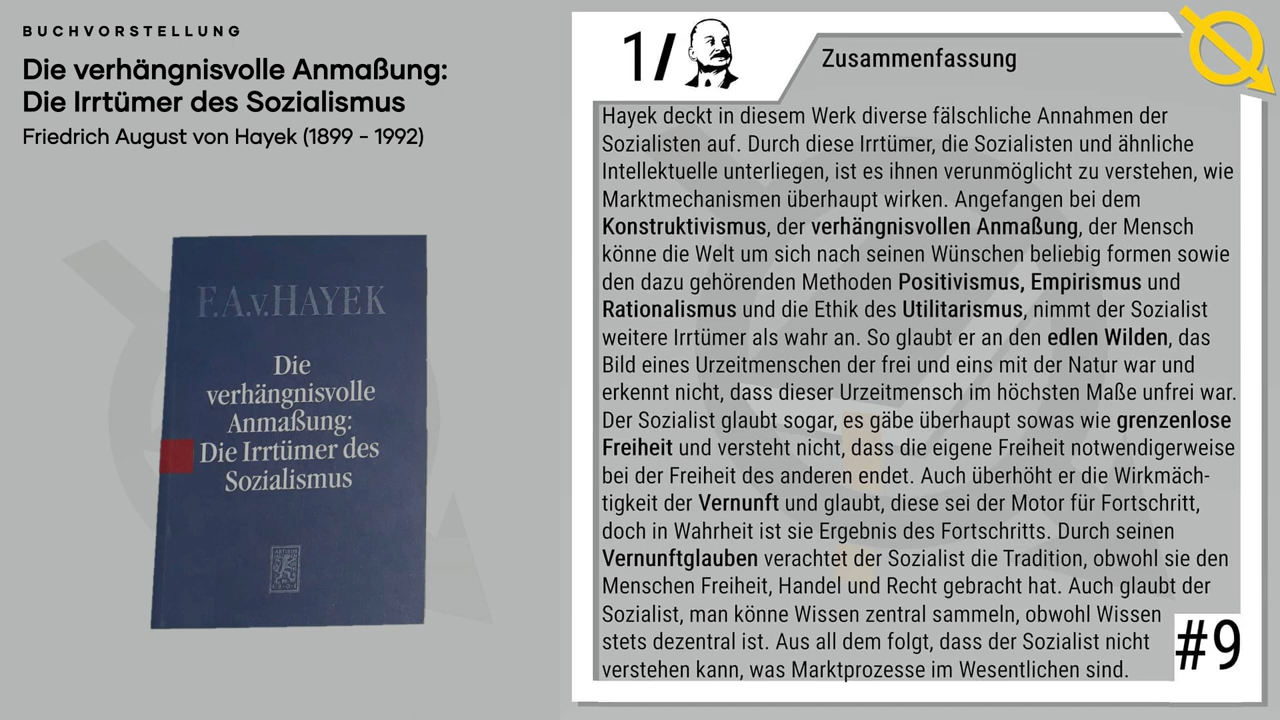 BUCHVORSTELLUNG
Die verhängnisvolle Anmaßung:
Die Irrtümer des Sozialismus
Friedrich August von Hayek (1899 - 1992)
F.A.v.HAYEK
Die
verhängnisvolle
Anmaßung:
Die Irrtümer des
Sozialismus
1/
Zusammenfassung
Hayek deckt in diesem Werk diverse fälschliche Annahmen der
Sozialisten auf. Durch diese Irrtümer, die Sozialisten und ähnliche
Intellektuelle unterliegen, ist es ihnen verunmöglicht zu verstehen, wie
Marktmechanismen überhaupt wirken. Angefangen bei dem
Konstruktivismus, der verhängnisvollen Anmaßung, der Mensch
könne die Welt um sich nach seinen Wünschen beliebig formen sowie
den dazu gehörenden Methoden Positivismus, Empirismus und
Rationalismus und die Ethik des Utilitarismus, nimmt der Sozialist
weitere Irrtümer als wahr an. So glaubt er an den edlen Wilden, das
Bild eines Urzeitmenschen der frei und eins mit der Natur war und
erkennt nicht, dass dieser Urzeitmensch im höchsten Maße unfrei war.
Der Sozialist glaubt sogar, es gäbe überhaupt sowas wie grenzenlose
Freiheit und versteht nicht, dass die eigene Freiheit notwendigerweise
bei der Freiheit des anderen endet. Auch überhöht er die Wirkmäch-
tigkeit der Vernunft und glaubt, diese sei der Motor für Fortschritt,
doch in Wahrheit ist sie Ergebnis des Fortschritts. Durch seinen
Vernunftglauben verachtet der Sozialist die Tradition, obwohl sie den
Menschen Freiheit, Handel und Recht gebracht hat. Auch glaubt der
Sozialist, man könne Wissen zentral sammeln, obwohl Wissen
stets dezentral ist. Aus all dem folgt, dass der Sozialist nicht
verstehen kann, was Marktprozesse im Wesentlichen sind.
#9